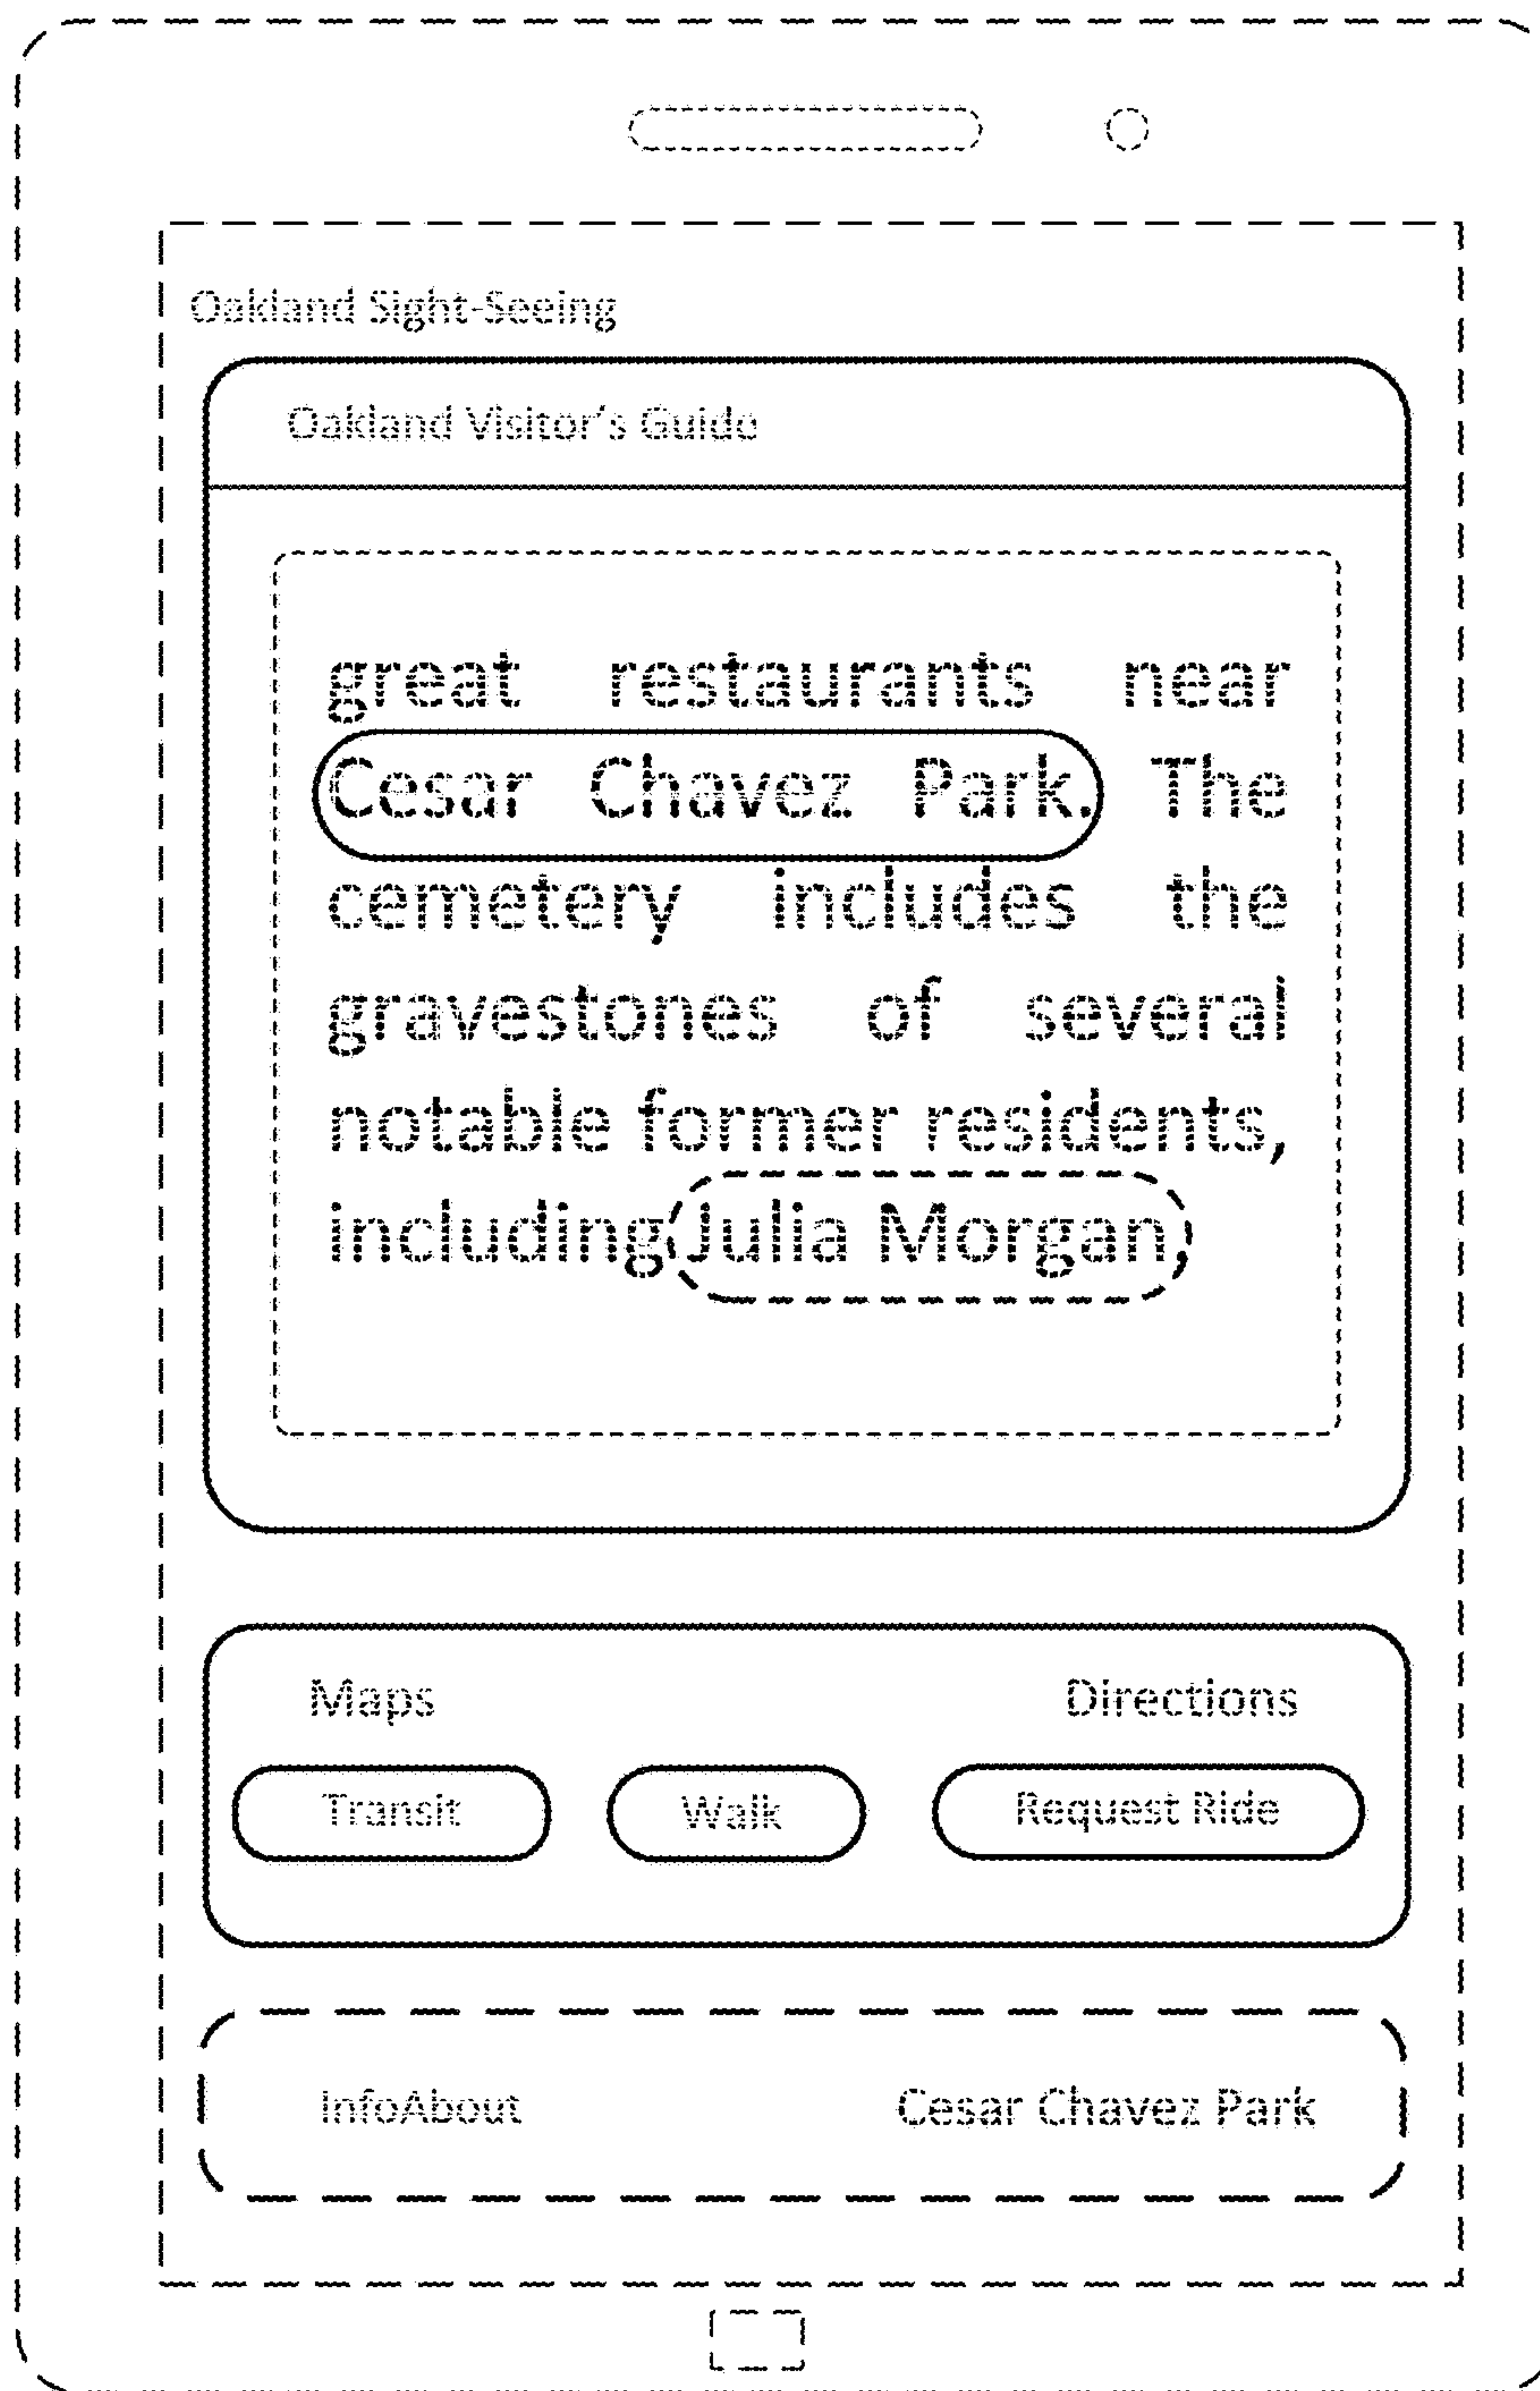 Oakland Sight-Seeing
Oakland Visitor's Guide
great restaurants near
Cesar Chavez Park. The
cemetery includes the
gravestones of several
notable former residents,
including Julia Morgan,
Maps Directions
Transit Walk Request Ride
InfoAbout Cesar Chavez Park